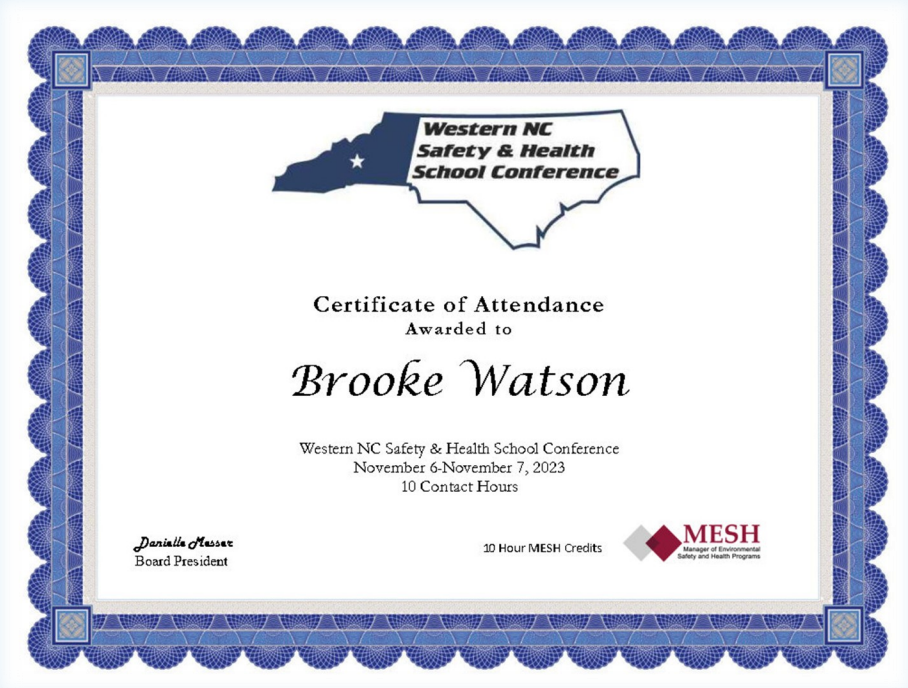 Western NC
Safety & Health
School Conference
Certificate of Attendance
Awarded to
Brooke Watson
Western NC Safety & Health School Conference
November 6-November 7, 2023
10 Contact Hours
Danielle Messer
Board President
10 Hour MESH Credits
MESH
Manager of Environmental
Safety and Health Programs